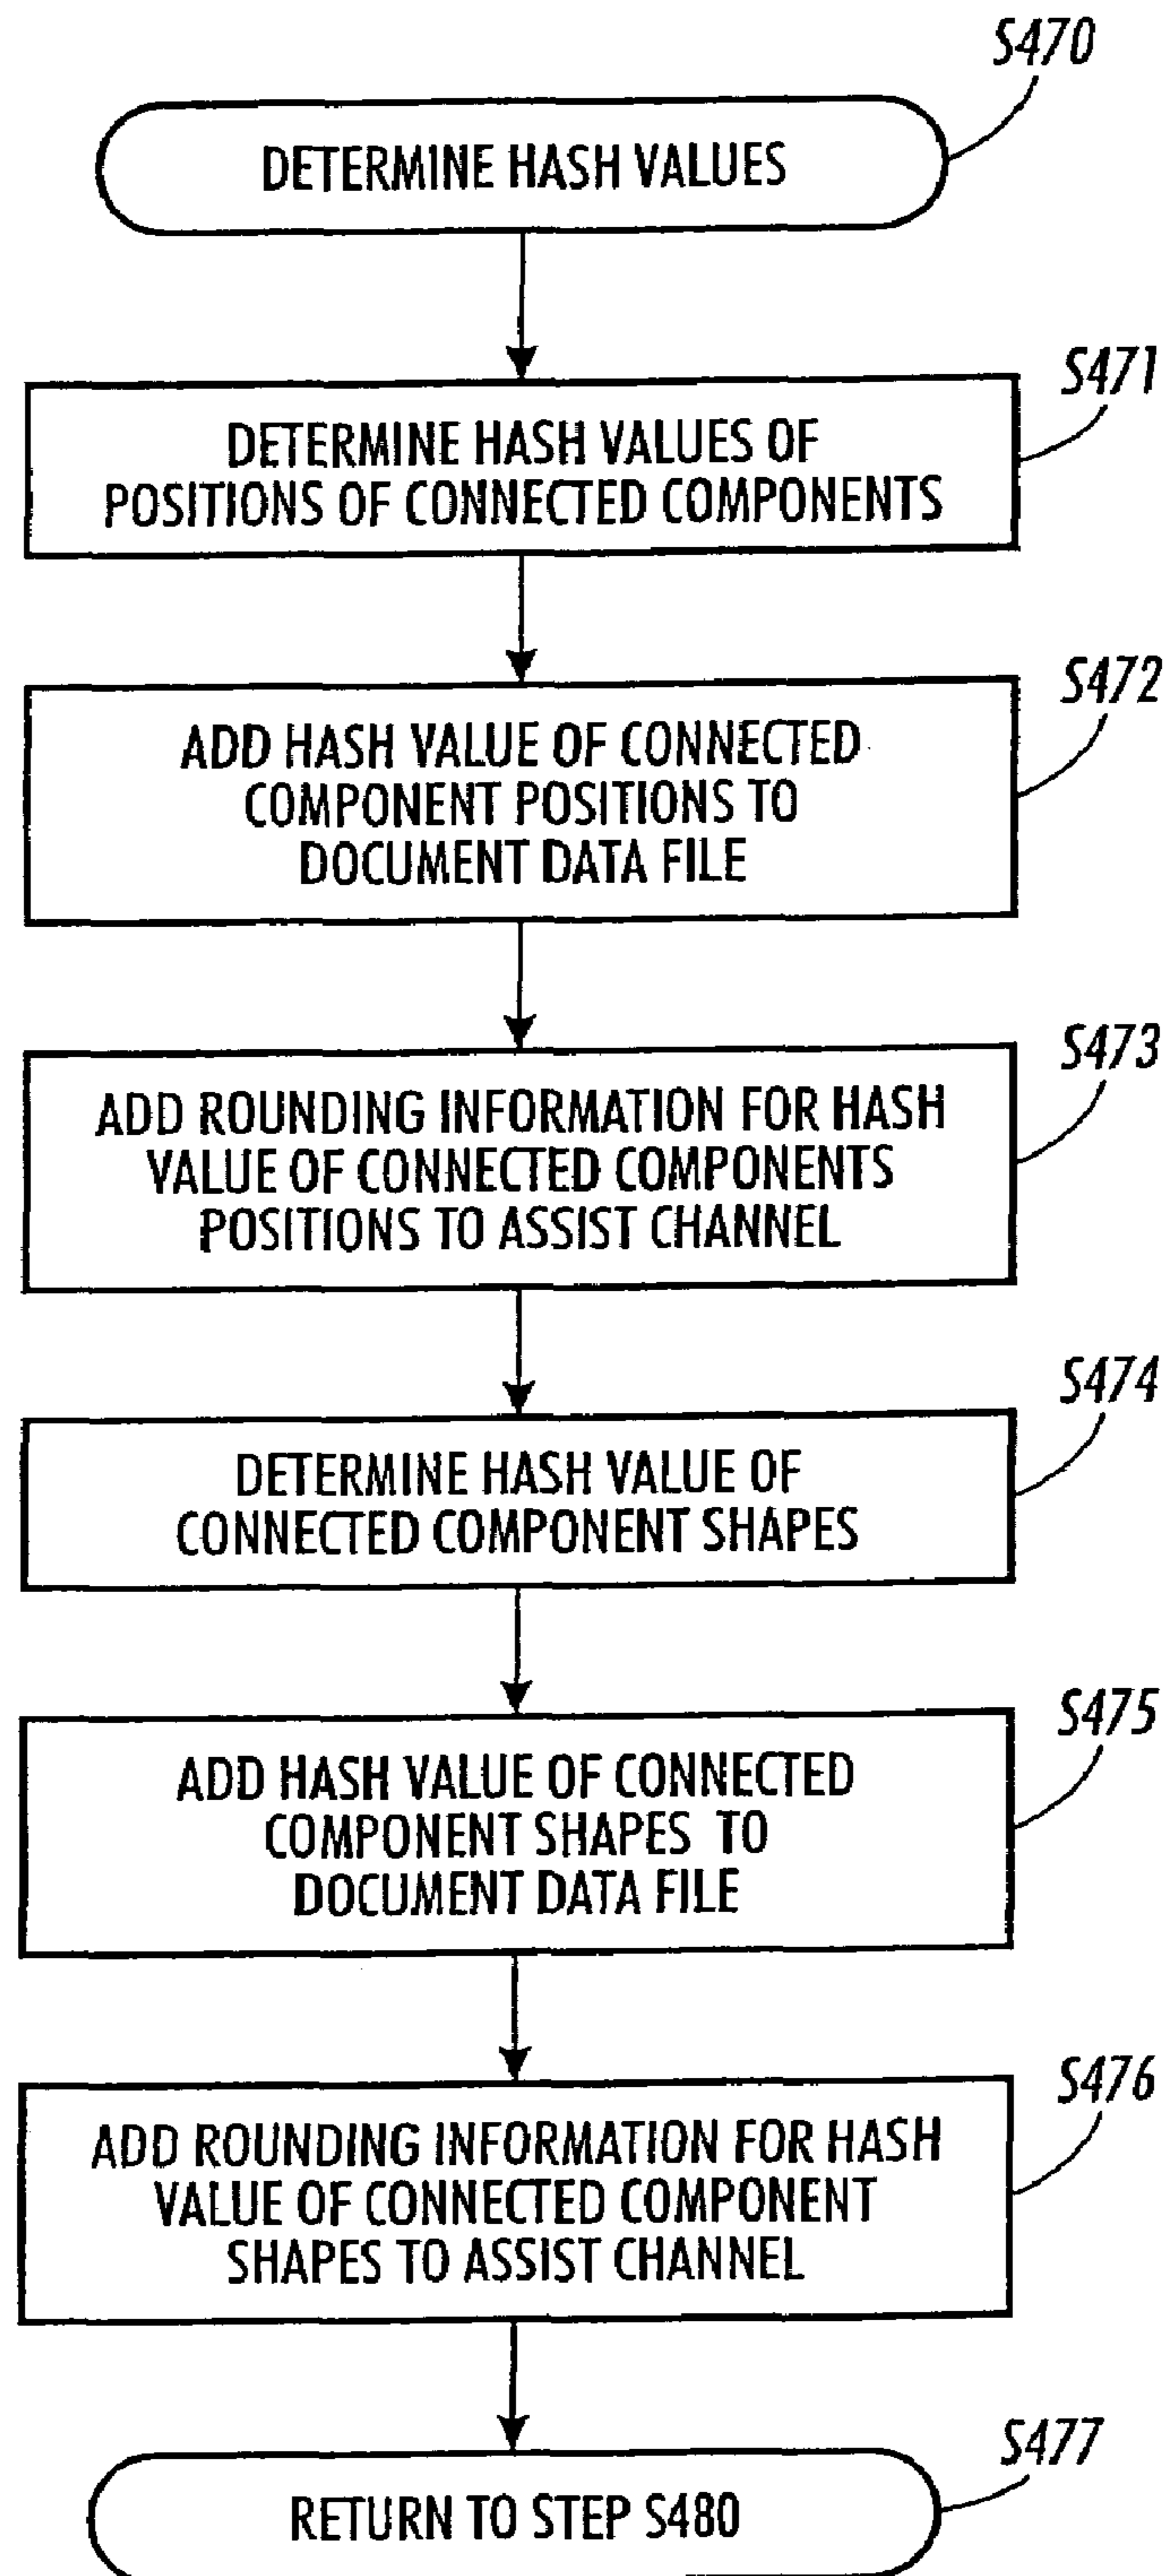 S470
DETERMINE HASH VALUES
S471
DETERMINE HASH VALUES OF
POSITIONS OF CONNECTED COMPONENTS
S472
ADD HASH VALUE OF CONNECTED
COMPONENT POSITIONS TO
DOCUMENT DATA FILE
S473
ADD ROUNDING INFORMATION FOR HASH
VALUE OF CONNECTED COMPONENTS
POSITIONS TO ASSIST CHANNEL
S474
DETERMINE HASH VALUE OF
CONNECTED COMPONENT SHAPES
S475
ADD HASH VALUE OF CONNECTED
COMPONENT SHAPES TO
DOCUMENT DATA FILE
S476
ADD ROUNDING INFORMATION FOR HASH
VALUE OF CONNECTED COMPONENT
SHAPES TO ASSIST CHANNEL
S477
RETURN TO STEP S480